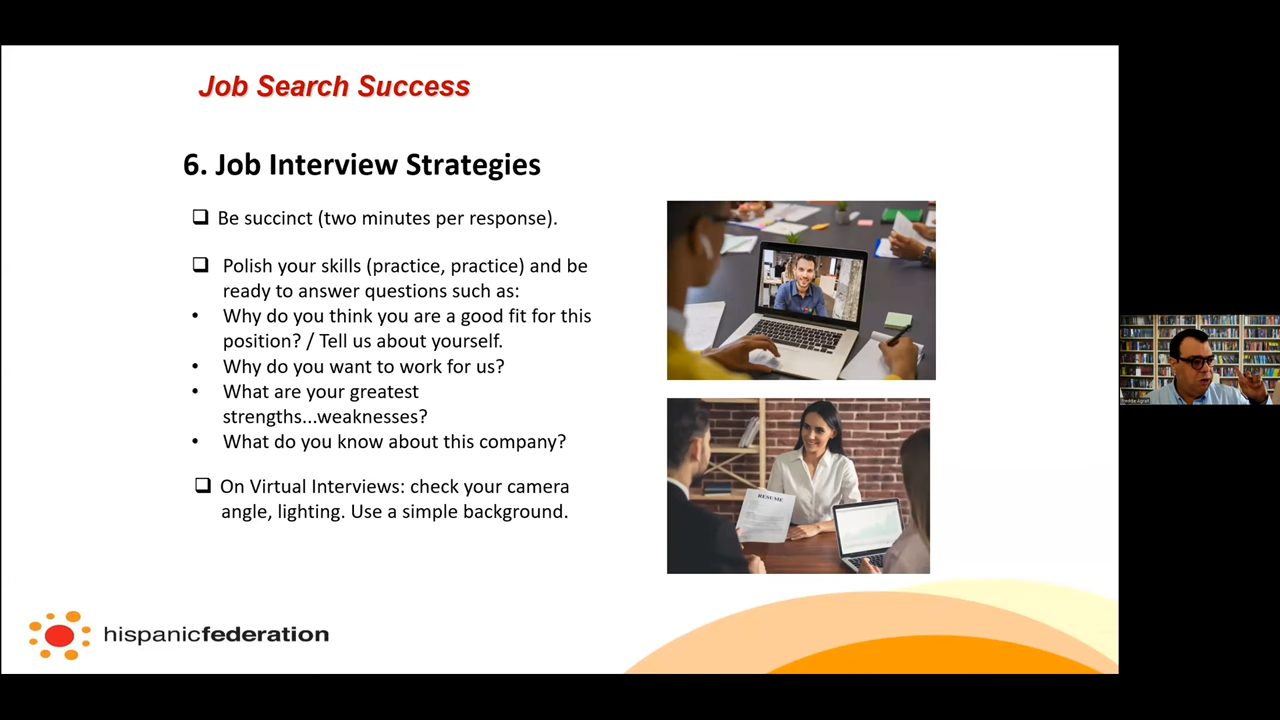 Job Search Success
6. Job Interview Strategies
❑ Be succinct (two minutes per response).
❑ Polish your skills (practice, practice) and be
ready to answer questions such as:
• Why do you think you are a good fit for this
position? / Tell us about yourself.
• Why do you want to work for us?
• What are your greatest
strengths...weaknesses?
• What do you know about this company?
❑ On Virtual Interviews: check your camera
angle, lighting. Use a simple background.
RESUME
hispanicfederation